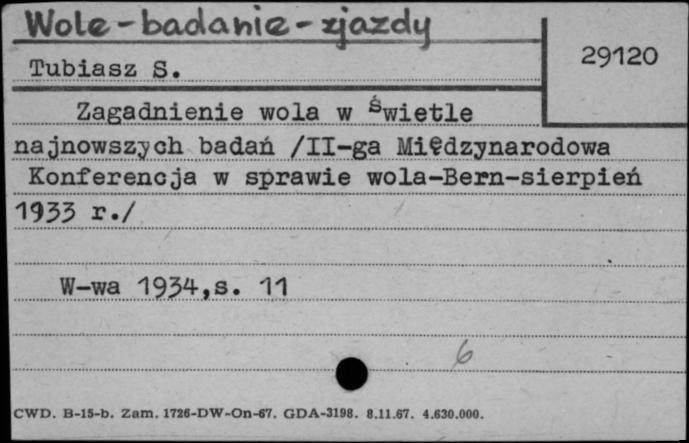 Wole - badanie - zjazdy
29120
Tubiasz S.
Zagadnienie wola w świetle
najnowszych badań /II-ga Międzynarodowa
Konferencja w sprawie wola-Bern-sierpień
1933 r./
W-wa 1934,s. 11
6
CWD. B-15-b. Zam. 1726-DW-On-67. GDA-3198. 8.11.67. 4.630.000.